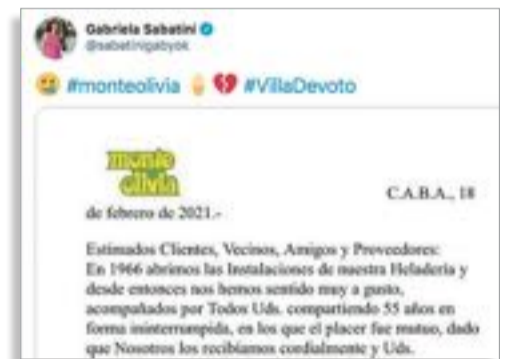 Gabriela Sabatini
@sabatinigabyok
😢 #monteolivia 🍦 💔 #VillaDevoto
monte
olivia
C.A.B.A., 18
de febrero de 2021.-
Estimados Clientes, Vecinos, Amigos y Proveedores:
En 1966 abrimos las Instalaciones de nuestra Heladería y
desde entonces nos hemos sentido muy a gusto,
acompañados por Todos Uds. compartiendo 55 años en
forma ininterrumpida, en los que el placer fue mutuo, dado
que Nosotros los recibíamos cordialmente y Uds.